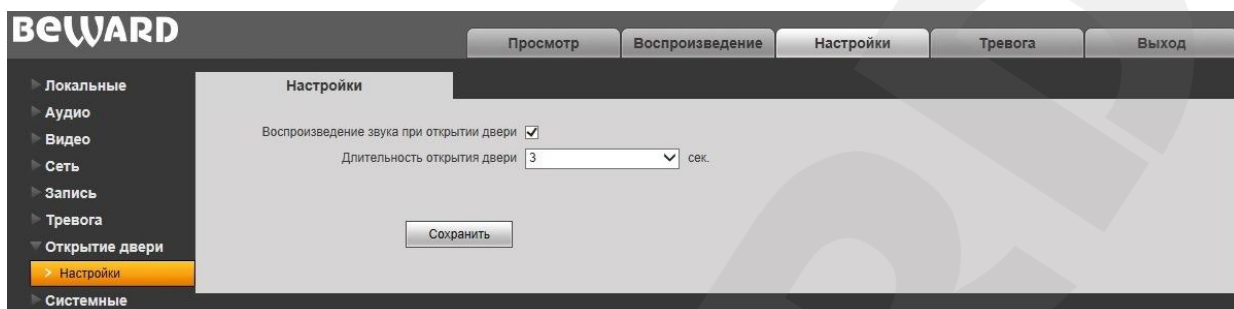 BEWARD
Просмотр Воспроизведение Настройки Тревога Выход
Локальные
Аудио
Видео
Сеть
Запись
Тревога
Открытие двери
Настройки
Системные
Настройки
Воспроизведение звука при открытии двери
Длительность открытия двери 3 сек.
Сохранить